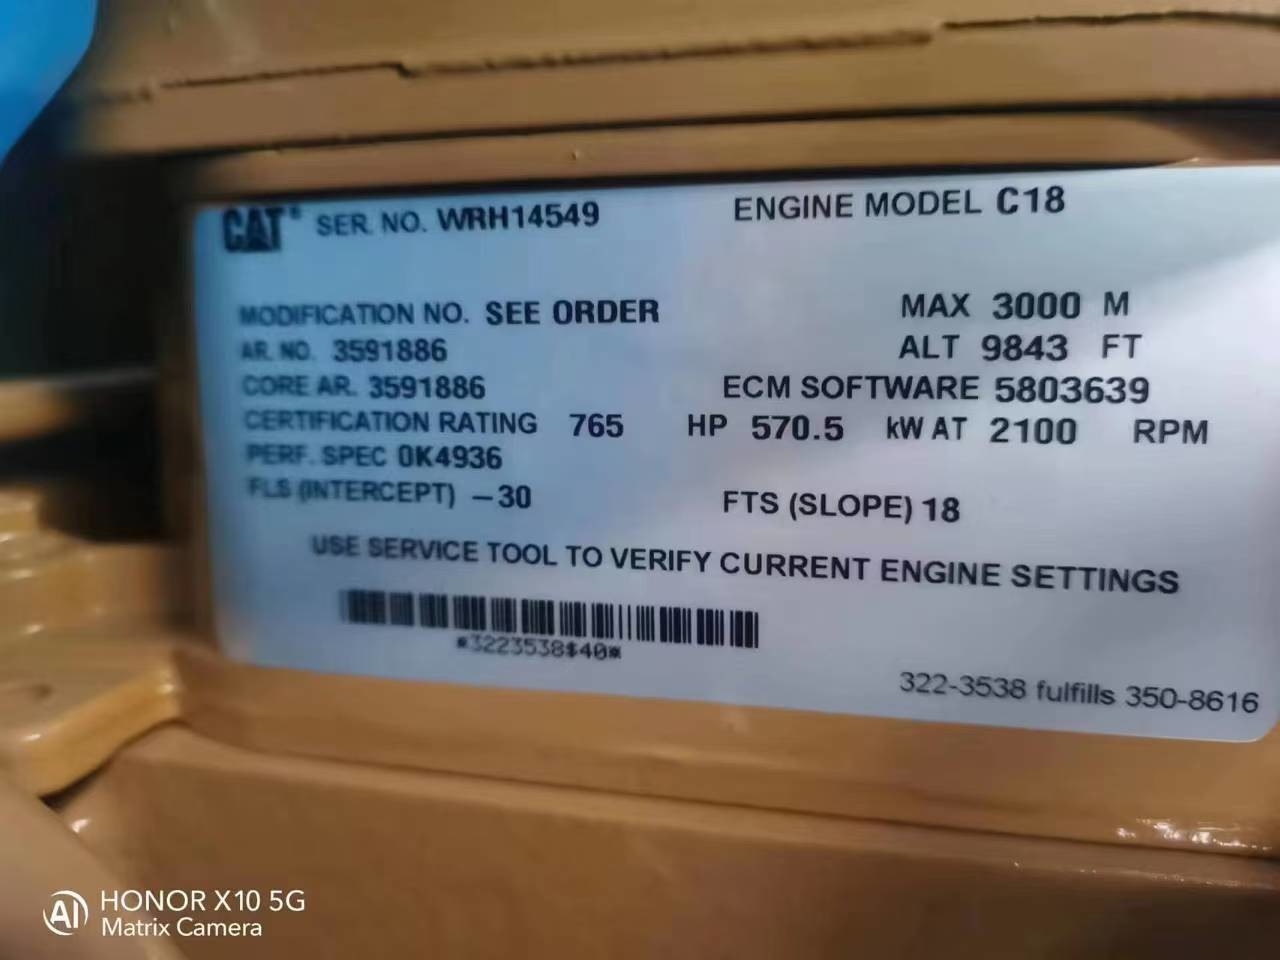 CAT® SER. NO. WRH14549 ENGINE MODEL C18
MODIFICATION NO. SEE ORDER MAX 3000 M
AR. NO. 3591886 ALT 9843 FT
CORE AR. 3591886 ECM SOFTWARE 5803639
CERTIFICATION RATING 765 HP 570.5 kW AT 2100 RPM
PERF. SPEC 0K4936
FLS (INTERCEPT) –30 FTS (SLOPE) 18
USE SERVICE TOOL TO VERIFY CURRENT ENGINE SETTINGS
*3223538$40*
322-3538 fulfills 350-8616
AI HONOR X10 5G
Matrix Camera